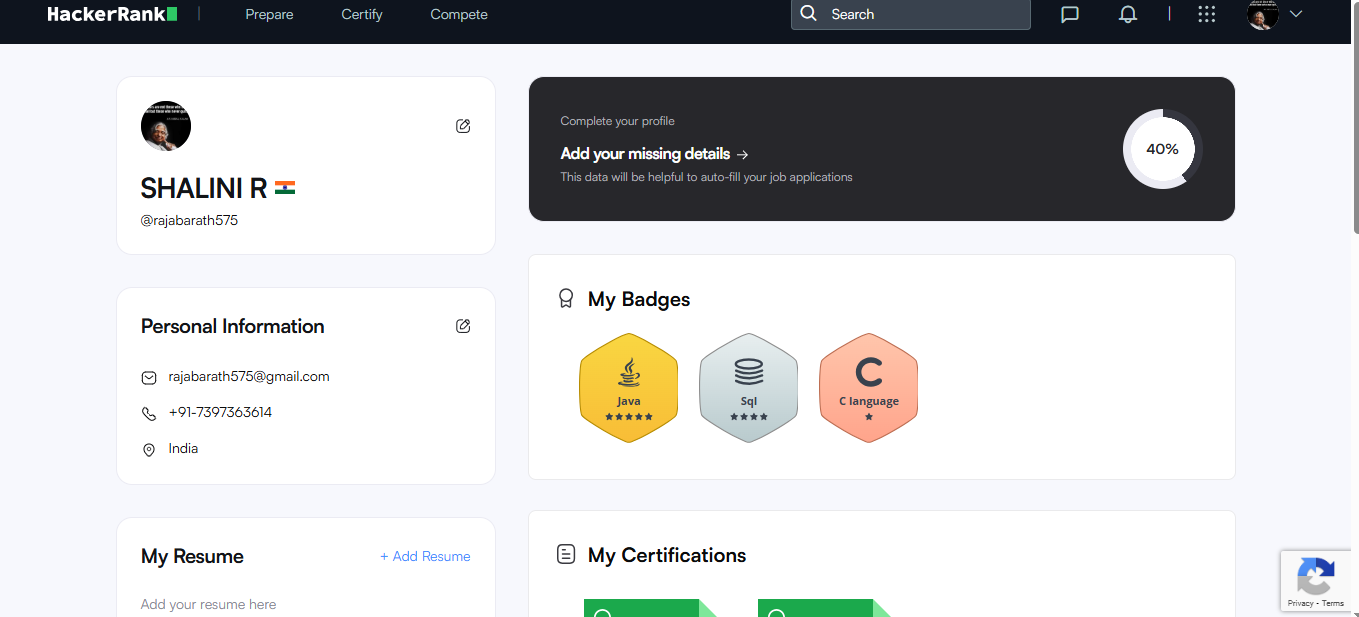 HackerRank
Prepare
Certify
Compete
Search
SHALINI R
@rajabarath575
Personal Information
rajabarath575@gmail.com
+91-7397363614
India
My Resume
+ Add Resume
Add your resume here
Complete your profile
Add your missing details →
This data will be helpful to auto-fill your job applications
40%
My Badges
Java
Sql
C
C language
My Certifications
Privacy - Terms